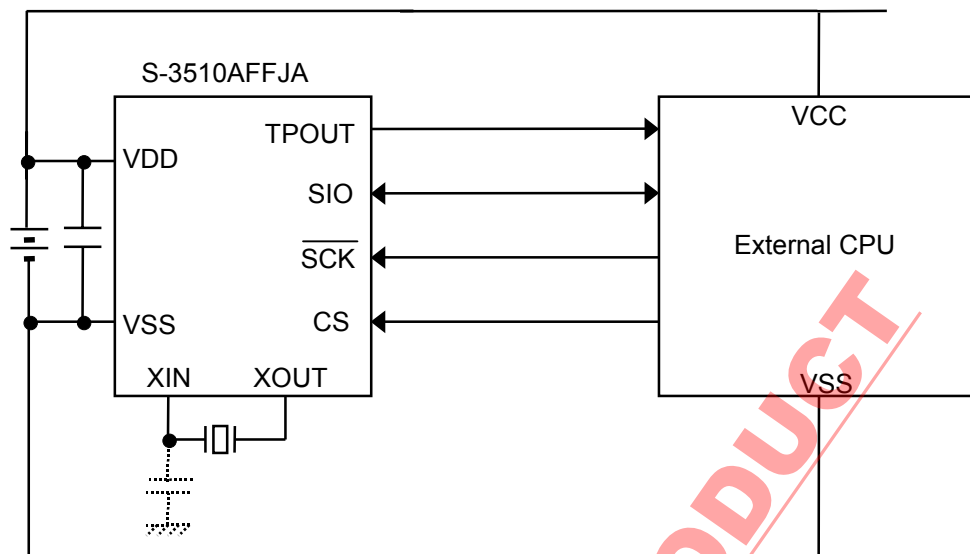 S-3510AFFJA
TPOUT
VDD
SIO
SCK
VSS
CS
XIN
XOUT
VCC
External CPU
VSS
ODUCT